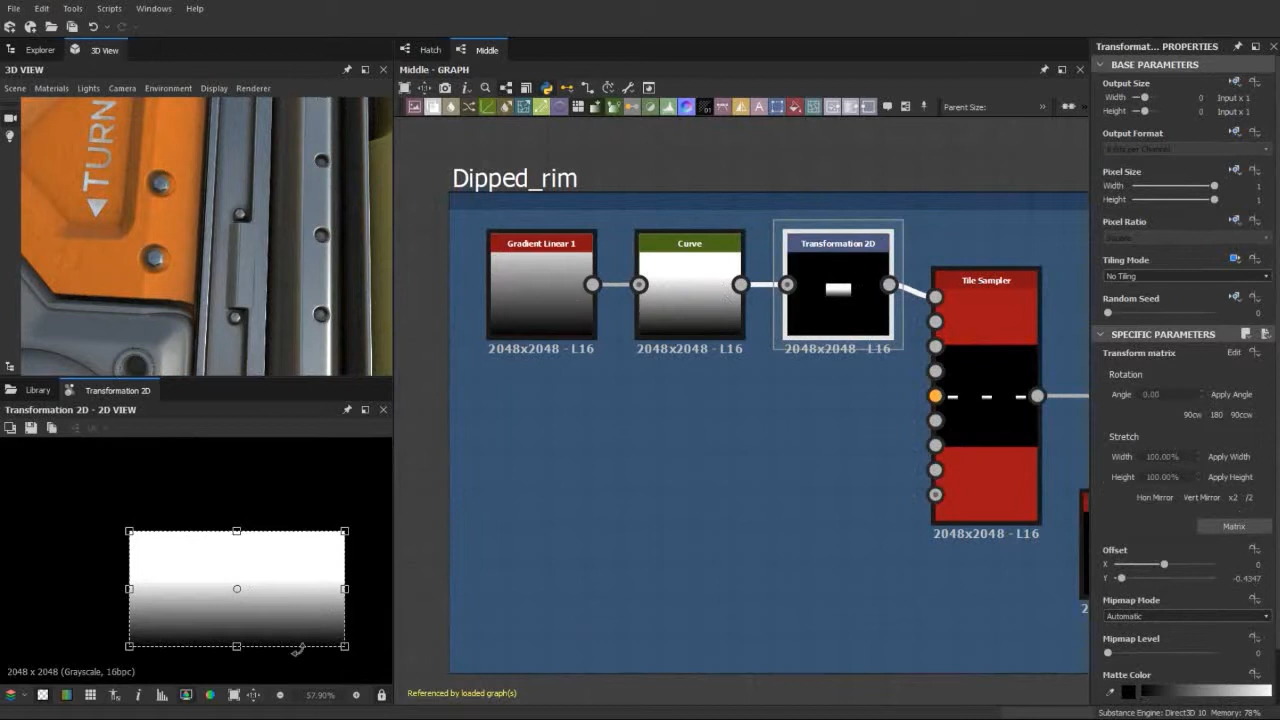 File Edit Tools Scripts Windows Help
Explorer 3D View
3D VIEW
Scene Materials Lights Camera Environment Display Renderer
TURN
Library Transformation 2D
Transformation 2D - 2D VIEW
2048 x 2048 (Grayscale, 16bpc)
57.90%
Hatch Middle
Middle - GRAPH
Parent Size:
Dipped_rim
Gradient Linear 1
2048x2048 - L16
Curve
2048x2048 - L16
Transformation 2D
2048x2048 - L16
Tile Sampler
2048x2048 - L16
2
Referenced by loaded graph(s)
Transformat... PROPERTIES
BASE PARAMETERS
Output Size
Width 0 Input x 1
Height 0 Input x 1
Output Format
Pixel Size
Width 1
Height 1
Pixel Ratio
Square
Tiling Mode
No Tiling
Random Seed
0
SPECIFIC PARAMETERS
Transform matrix Edit
Rotation
Angle 0.00 Apply Angle
90cw 180 90ccw
Stretch
Width 100.00% Apply Width
Height 100.00% Apply Height
Hori Mirror Vert Mirror x2 /2
Matrix
Offset
X 0
Y -0.4347
Mipmap Mode
Automatic
Mipmap Level
0
Matte Color
Substance Engine: Direct3D 10 Memory: 78%